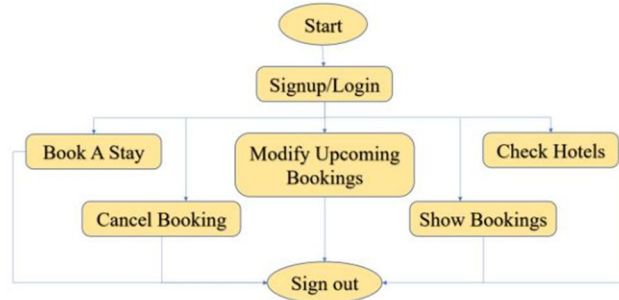 Start
Signup/Login
Book A Stay
Modify Upcoming
Bookings
Check Hotels
Cancel Booking
Show Bookings
Sign out